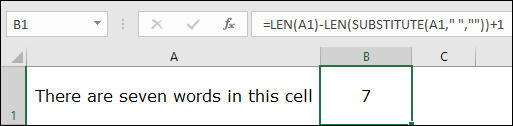 B1 fx =LEN(A1)-LEN(SUBSTITUTE(A1," ",""))+1
A B C
1 There are seven words in this cell 7